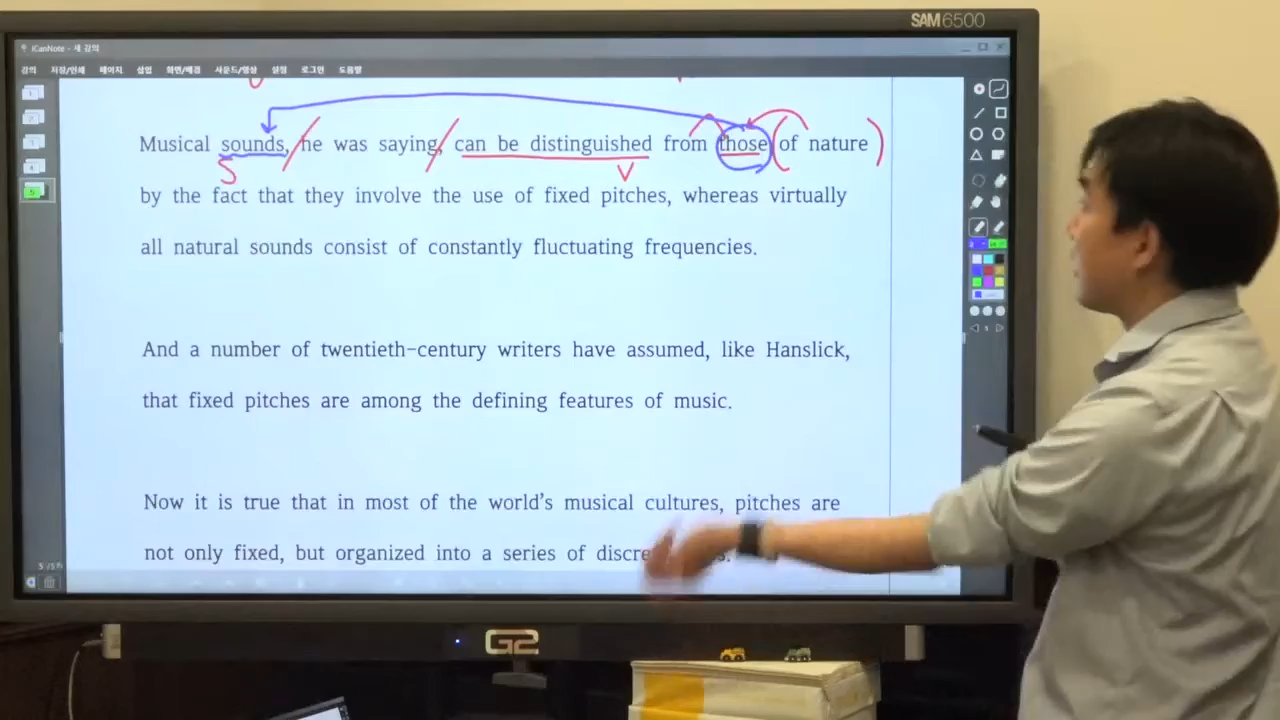 SAM6500
iCanNote - 새 강의
강의 저장/인쇄 페이지 삽입 화면/배경 사운드/영상 설정 로그인 도움말
1
2
3
4
5
Musical sounds, he was saying, can be distinguished from those of nature
S
V
by the fact that they involve the use of fixed pitches, whereas virtually
all natural sounds consist of constantly fluctuating frequencies.
And a number of twentieth-century writers have assumed, like Hanslick,
that fixed pitches are among the defining features of music.
Now it is true that in most of the world's musical cultures, pitches are
not only fixed, but organized into a series of
G2